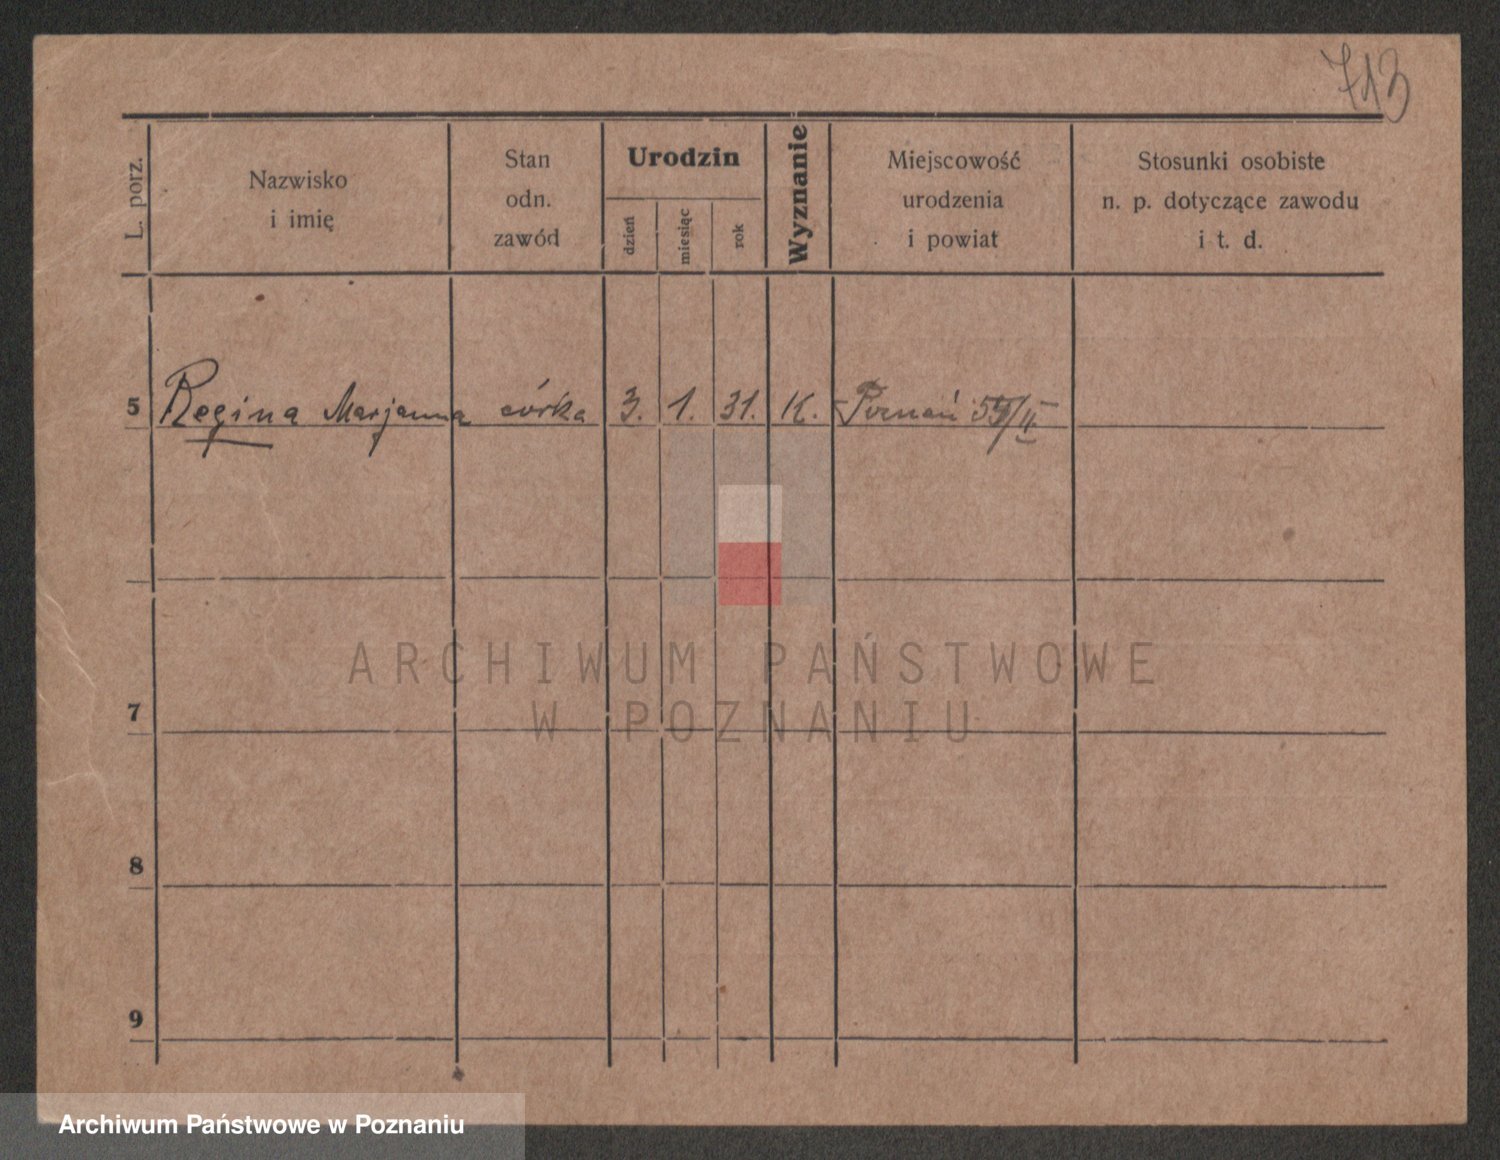 713
L. porz.
Nazwisko
i imię
Stan
odn.
zawód
Urodzin
dzień
miesiąc
rok
Wyznanie
Miejscowość
urodzenia
i powiat
Stosunki osobiste
n. p. dotyczące zawodu
i t. d.
5 Regina Marjanna córka 3. 1. 31. K. Poznań
7
8
9
ARCHIWUM PAŃSTWOWE
W POZNANIU
Archiwum Państwowe w Poznaniu